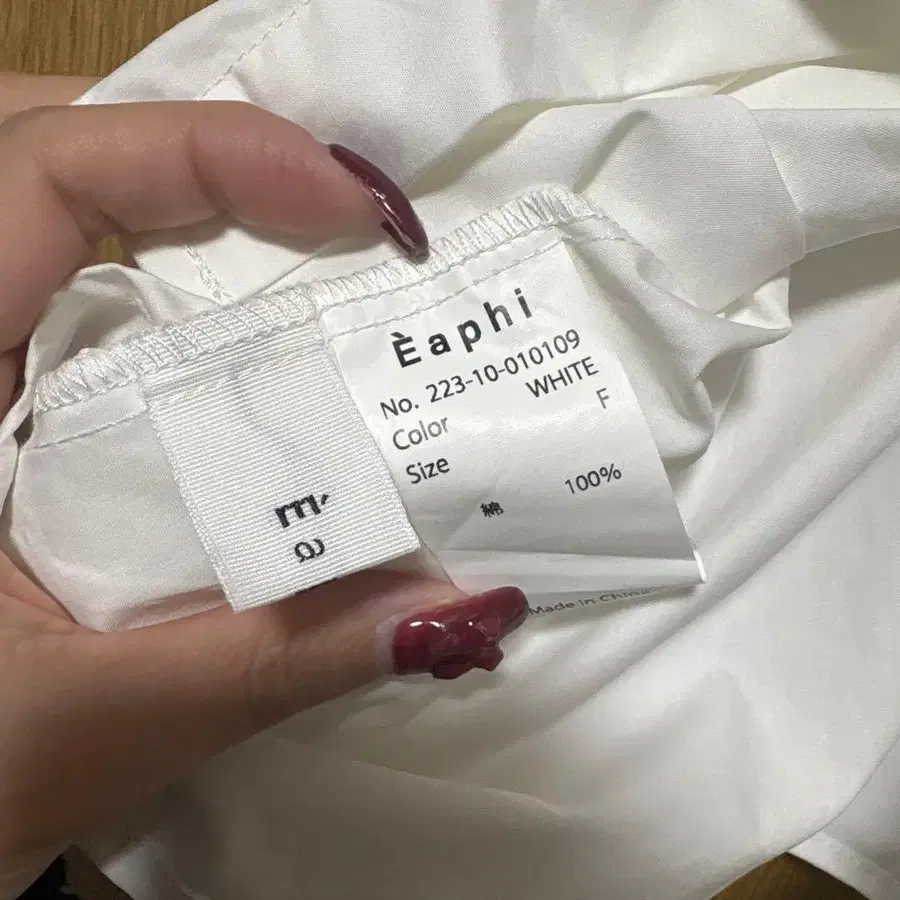 Èaphi
No. 223-10-010109
Color WHITE
Size F
綿 100%
Made in China